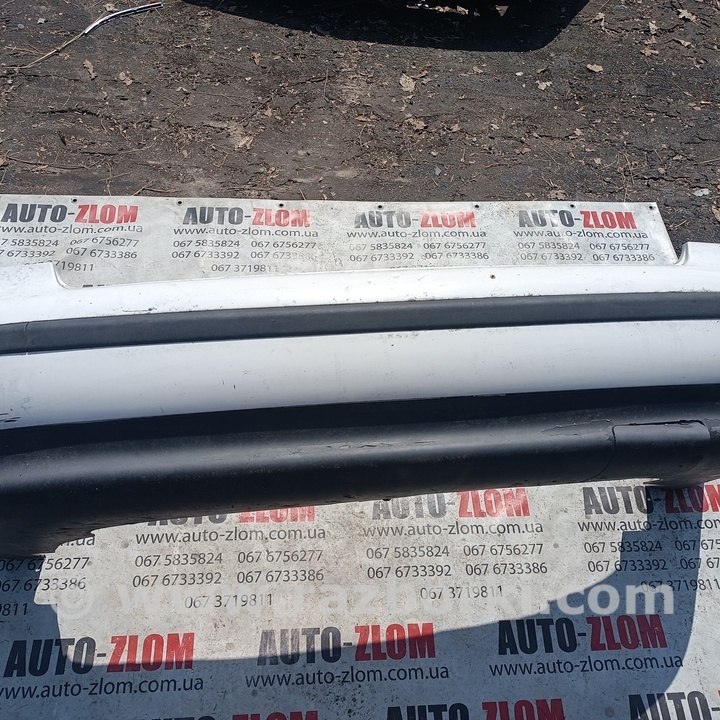 AUTO-ZLOM AUTO-ZLOM AUTO-ZLOM AUTO-ZLOM
www.auto-zlom.com.ua www.auto-zlom.com.ua www.auto-zlom.com.ua www.auto-zlom.com.ua
067 5835824 067 6756277 067 5835824 067 6756277 067 5835824 067 6756277 067 5835824 067 6756277
067 6733386 067 6733392 067 6733386 067 6733392 067 6733386 067 6733392 067 6733386
067 3719811
AUTO-ZLOM AUTO-ZLOM AUTO-ZLOM
www.auto-zlom.com.ua www.auto-zlom.com.ua www.auto-zlom.com.ua
067 6756277 067 5835824 067 6756277 067 5835824 067 6756277 067 5835824
067 6733386 067 6733392 067 6733386 067 6733392 067 6733386 067 6733392
067 3719811 067 3719811
AUTO-ZLOM AUTO-ZLOM AUTO-ZLOM
www.auto-zlom.com.ua www.auto-zlom.com.ua www.auto-zlom.com.ua
AUTO-ZLOM